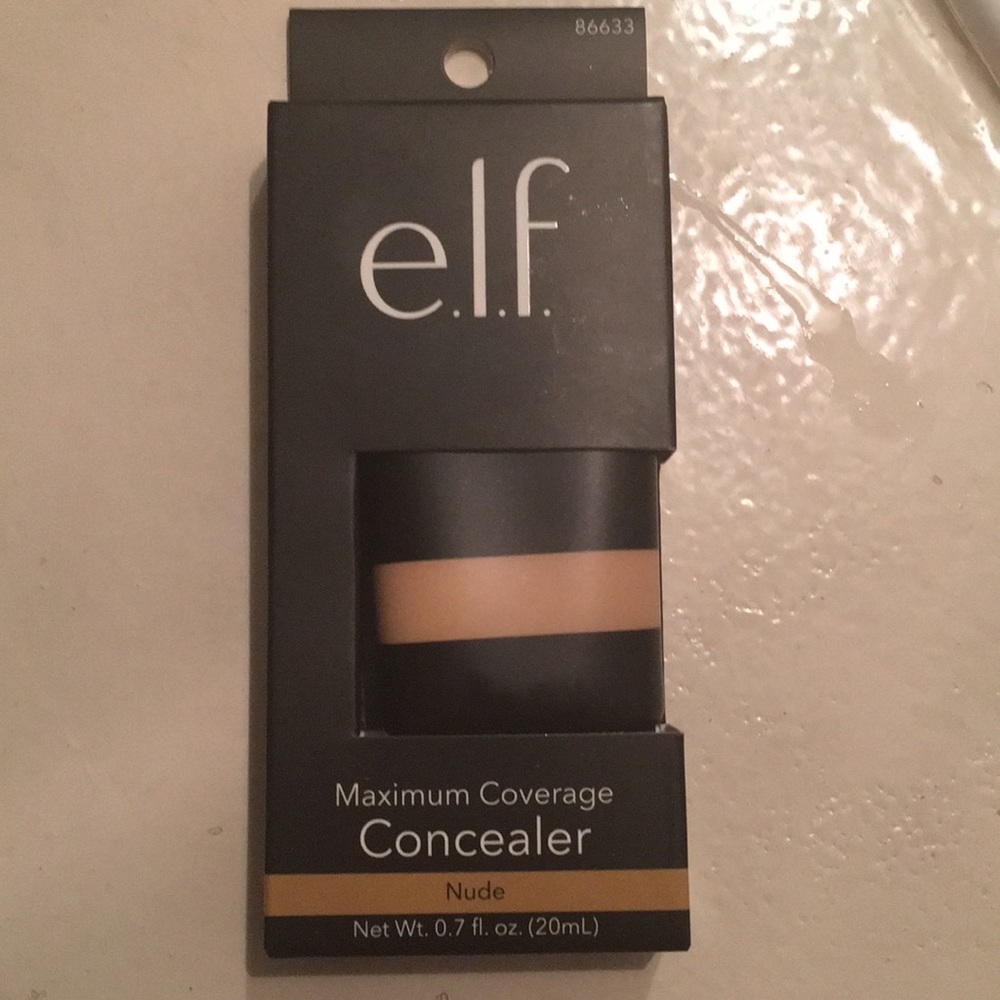 86633
e.l.f.
Maximum Coverage
Concealer
Nude
Net Wt. 0.7 fl. oz. (20mL)